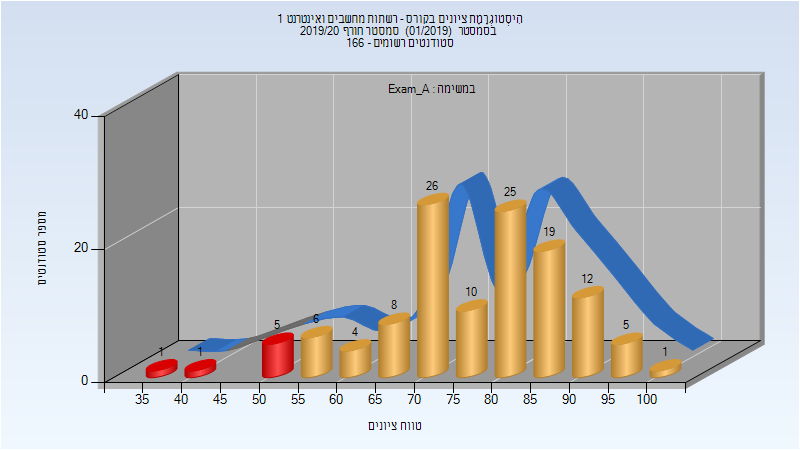 הִיסְטוֹגְרָמַת ציונים בקורס - רשתות מחשבים ואינטרנט 1
בסמסטר (01/2019) סמסטר חורף 2019/20
סטודנטים רשומים - 166
במשימה : Exam_A
מספר סטודנטים
40
20
0
1
1
5
6
4
8
26
10
25
19
12
5
1
35 40 45 50 55 60 65 70 75 80 85 90 95 100
טווח ציונים